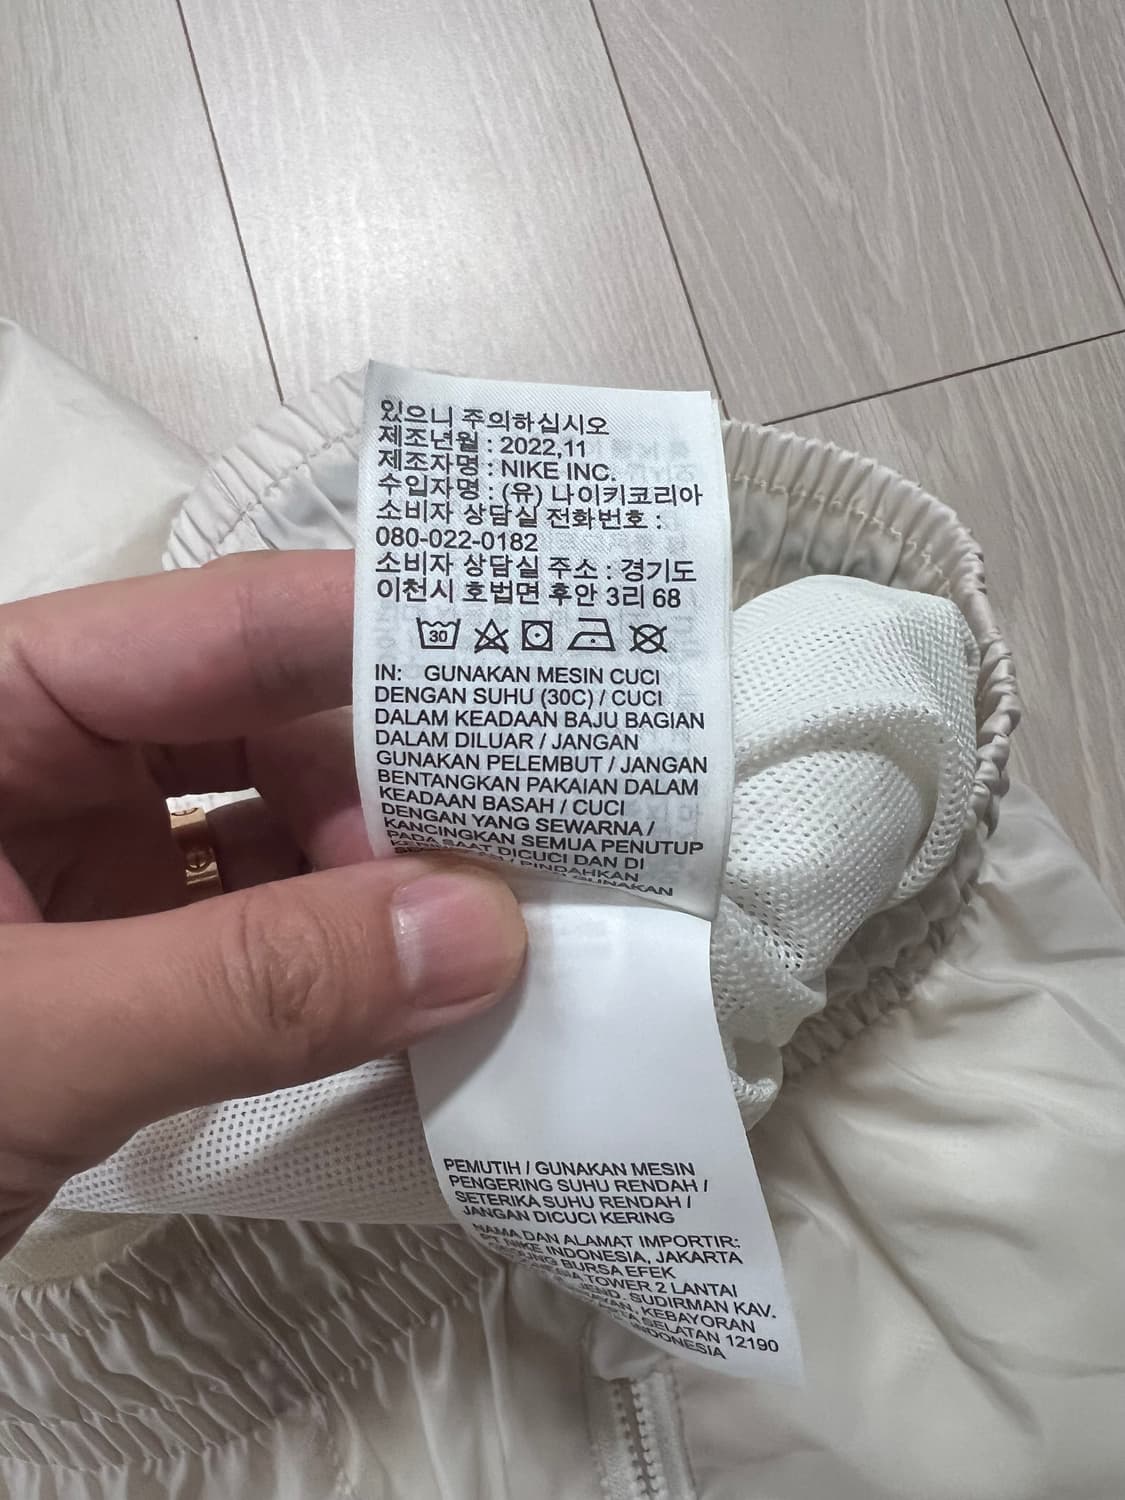 있으니 주의하십시오
제조년월 : 2022,11
제조자명 : NIKE INC.
수입자명 : (유) 나이키코리아
소비자 상담실 전화번호 :
080-022-0182
소비자 상담실 주소 : 경기도
이천시 호법면 후안 3리 68
30
IN: GUNAKAN MESIN CUCI
DENGAN SUHU (30C) / CUCI
DALAM KEADAAN BAJU BAGIAN
DALAM DILUAR / JANGAN
GUNAKAN PELEMBUT / JANGAN
BENTANGKAN PAKAIAN DALAM
KEADAAN BASAH / CUCI
DENGAN YANG SEWARNA /
KANCINGKAN SEMUA PENUTUP
PADA SAAT DICUCI DAN DI
/ PINDAHKAN
GUNAKAN
PEMUTIH / GUNAKAN MESIN
PENGERING SUHU RENDAH /
SETERIKA SUHU RENDAH /
JANGAN DICUCI KERING
NAMA DAN ALAMAT IMPORTIR:
PT NIKE INDONESIA, JAKARTA
BURSA EFEK
TOWER 2 LANTAI
JEND. SUDIRMAN KAV.
KEBAYORAN
SELATAN 12190
INDONESIA